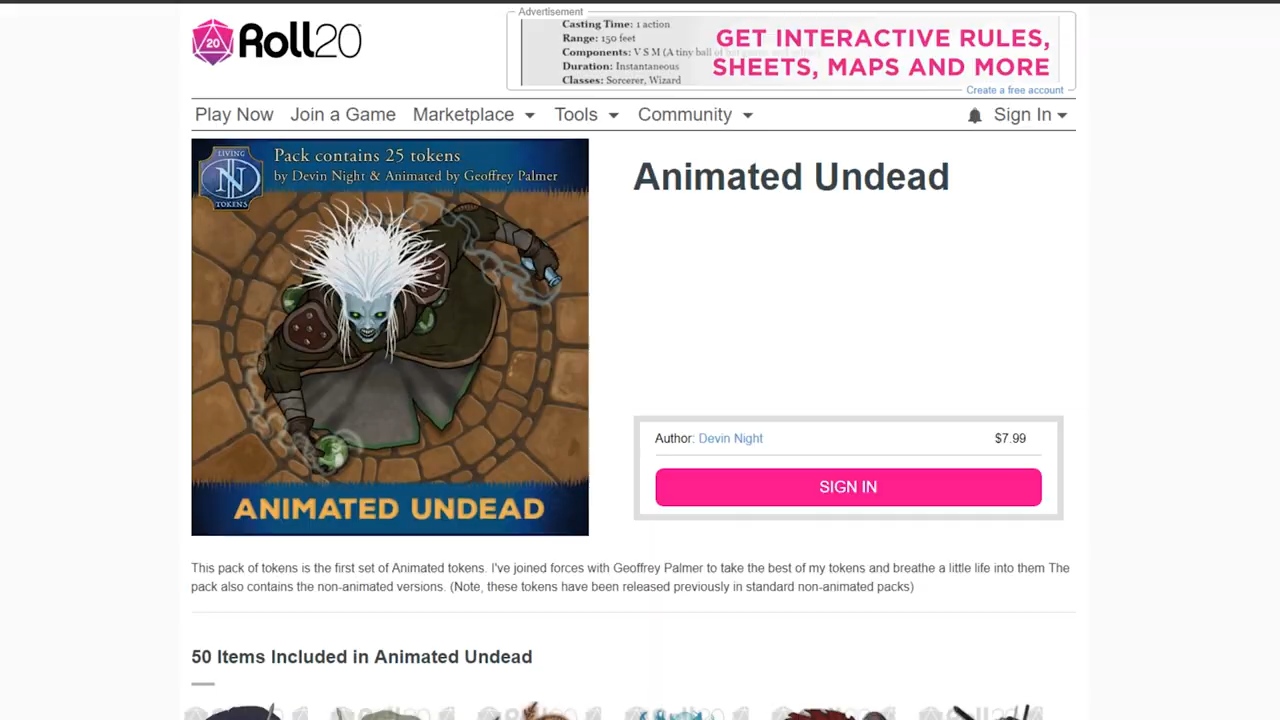 Advertisement
Roll20
20
Casting Time: 1 action
Range: 150 feet
Components: V S M (A tiny ball of
Duration: Instantaneous
Classes: Sorcerer, Wizard
GET INTERACTIVE RULES,
SHEETS, MAPS AND MORE
Create a free account
Play Now Join a Game Marketplace Tools Community Sign In
LIVING
N
TOKENS
Pack contains 25 tokens
by Devin Night & Animated by Geoffrey Palmer
ANIMATED UNDEAD
Animated Undead
Author: Devin Night $7.99
SIGN IN
This pack of tokens is the first set of Animated tokens. I've joined forces with Geoffrey Palmer to take the best of my tokens and breathe a little life into them The
pack also contains the non-animated versions. (Note, these tokens have been released previously in standard non-animated packs)
50 Items Included in Animated Undead